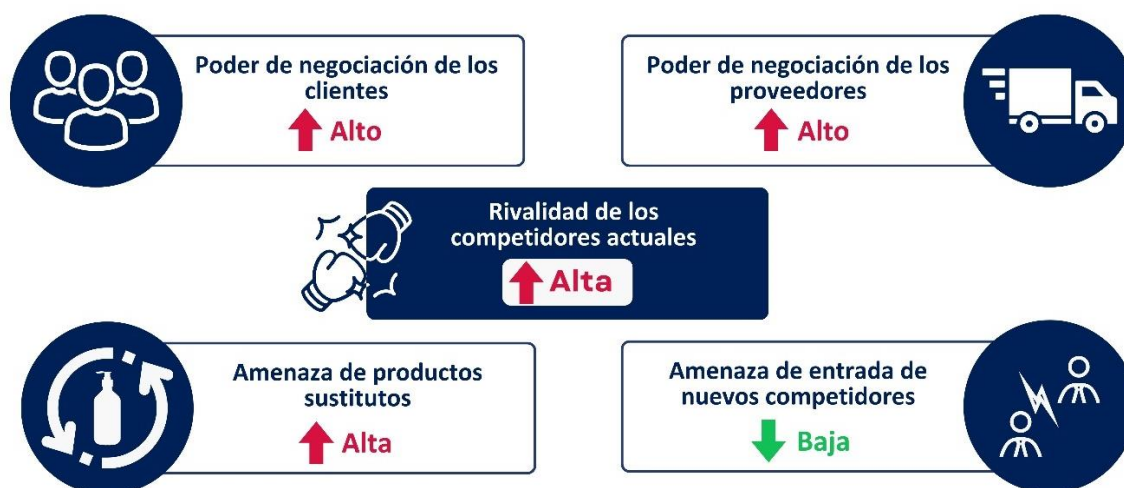 Poder de negociación de los
clientes
Alto
Poder de negociación de los
proveedores
Alto
Rivalidad de los
competidores actuales
Alta
Amenaza de productos
sustitutos
Alta
Amenaza de entrada de
nuevos competidores
Baja